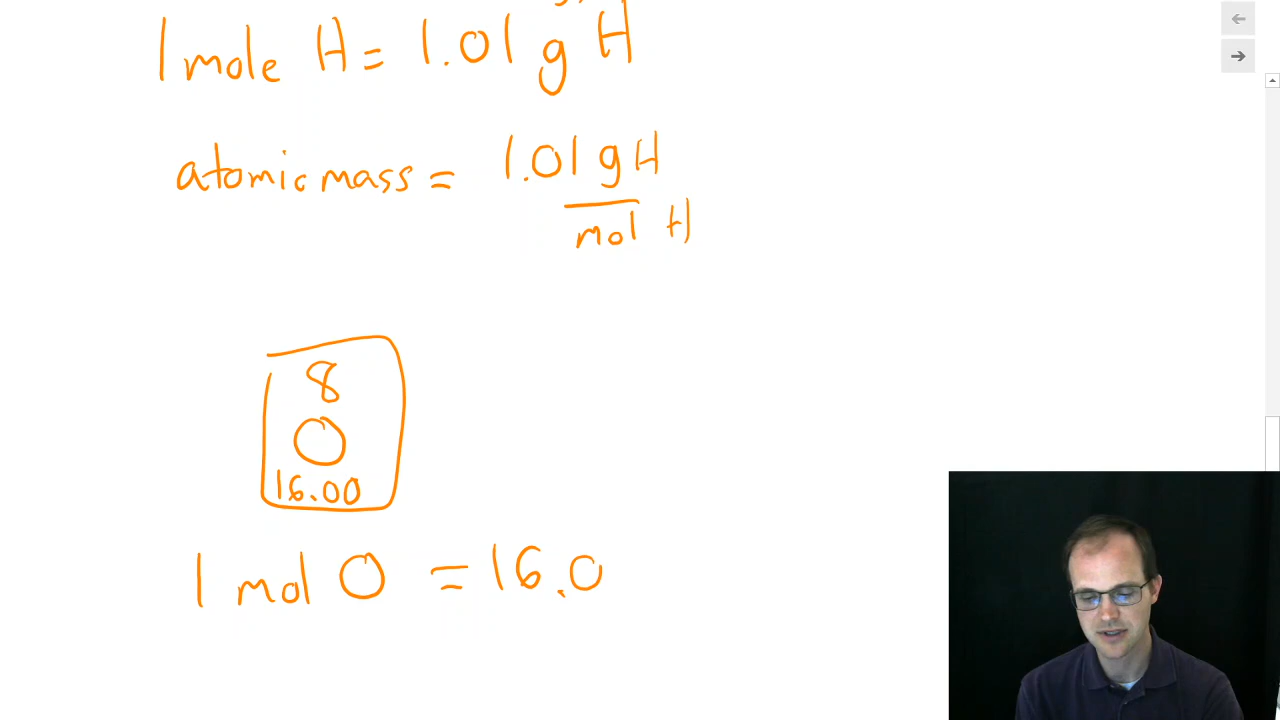 1 mole H = 1.01 g H
atomic mass = 1.01 g H
mol H
8
O
16.00
1 mol O = 16.0